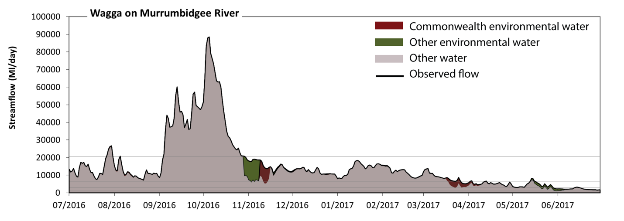 Wagga on Murrumbidgee River
Streamflow (Ml/day)
100000
90000
80000
70000
60000
50000
40000
30000
20000
10000
0
Commonwealth environmental water
Other environmental water
Other water
Observed flow
07/2016 08/2016 09/2016 10/2016 11/2016 12/2016 01/2017 02/2017 03/2017 04/2017 05/2017 06/2017